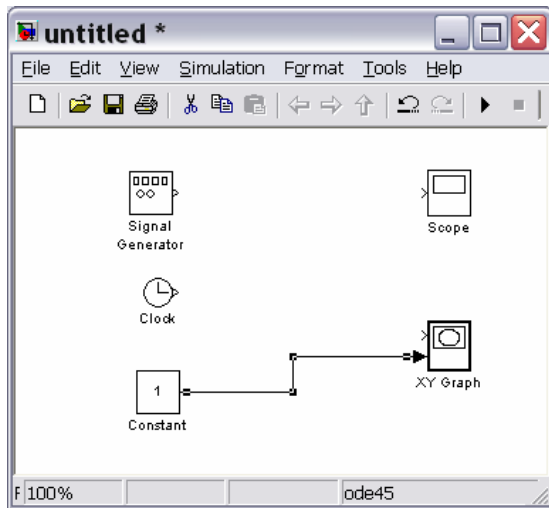 untitled *
File Edit View Simulation Format Tools Help
Signal
Generator
Scope
Clock
1
Constant
XY Graph
F 100% ode45